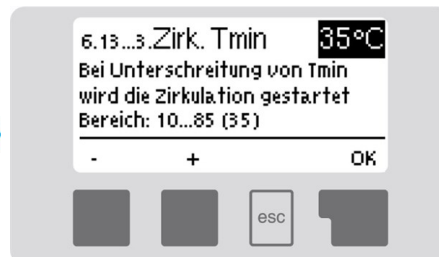 6.13...3.Zirk. Tmin 35°C
Bei Unterschreitung von Tmin
wird die Zirkulation gestartet
Bereich: 10...85 (35)
- + OK
esc